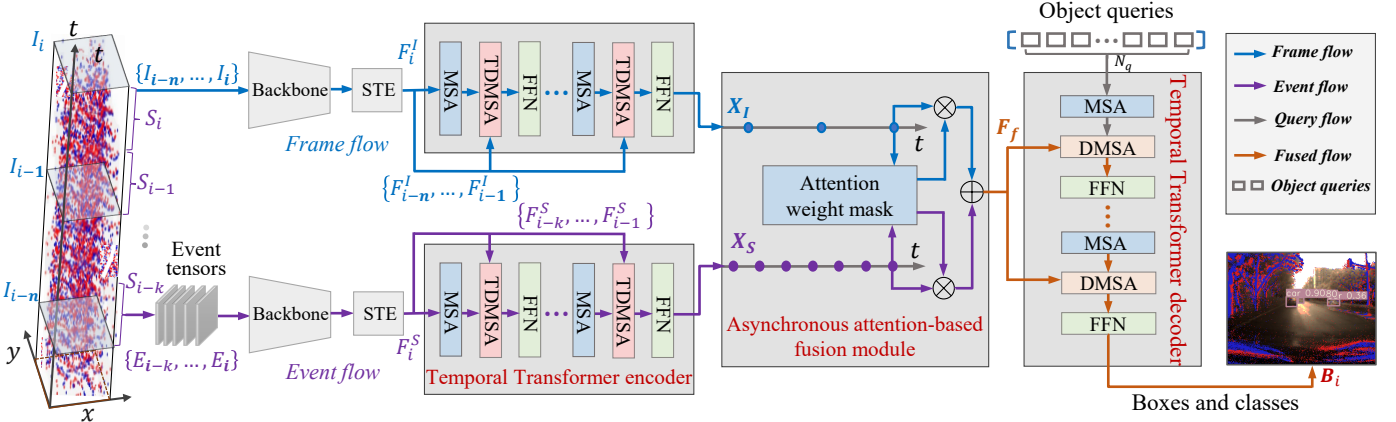 I_i
t
t
S_i
I_{i-1}
S_{i-1}
I_{i-n}
S_{i-k}
y
x
{I_{i-n}, ..., I_i}
Event
tensors
{E_{i-k}, ..., E_i}
Backbone
STE
F_i^I
Frame flow
MSA
TDMSA
FFN
...
MSA
TDMSA
FFN
{F_{i-n}^I, ..., F_{i-1}^I}
{F_{i-k}^S, ..., F_{i-1}^S}
Backbone
STE
F_i^S
Event flow
MSA
TDMSA
FFN
...
MSA
TDMSA
FFN
Temporal Transformer encoder
X_I
t
Attention
weight mask
X_S
t
Asynchronous attention-based
fusion module
F_f
Object queries
...
N_q
MSA
DMSA
FFN
MSA
DMSA
FFN
Temporal Transformer decoder
Boxes and classes
B_i
Frame flow
Event flow
Query flow
Fused flow
Object queries
car 0.9080